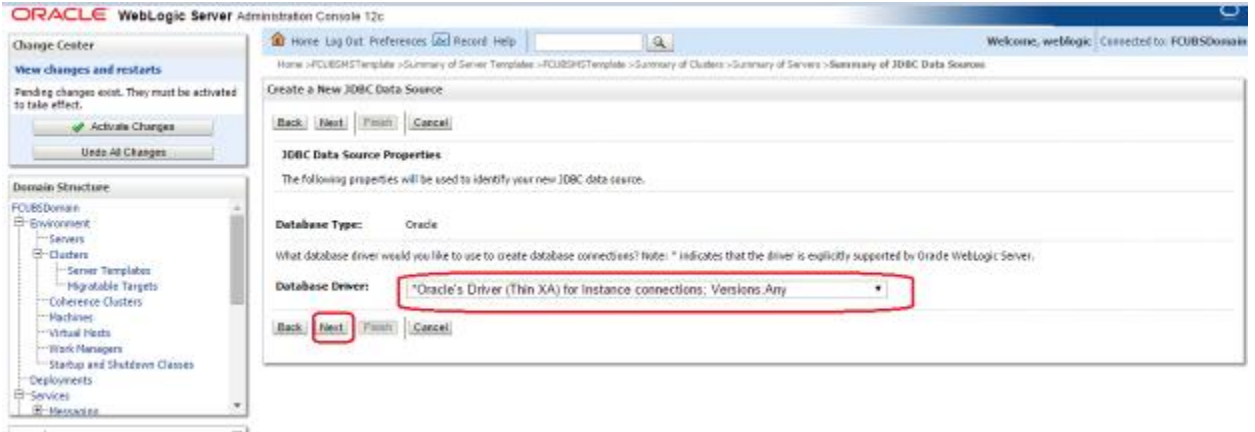 ORACLE WebLogic Server Administration Console 12c
Change Center
View changes and restarts
Pending changes exist. They must be activated
to take effect.
Activate Changes
Undo All Changes
Domain Structure
FCUBSDomain
Environment
Servers
Clusters
Server Templates
Migratable Targets
Coherence Clusters
Machines
Virtual Hosts
Work Managers
Startup and Shutdown Classes
Deployments
Services
Messaging
Home Log Out Preferences Record Help
Welcome, weblogic Connected to: FCUBSDomain
Home >FCUBSMSTemplate >Summary of Server Templates >FCUBSMSTemplate >Summary of Clusters >Summary of Servers >Summary of JDBC Data Sources
Create a New JDBC Data Source
Back Next Finish Cancel
JDBC Data Source Properties
The following properties will be used to identify your new JDBC data source.
Database Type: Oracle
What database driver would you like to use to create database connections? Note: * indicates that the driver is explicitly supported by Oracle WebLogic Server.
Database Driver: *Oracle's Driver (Thin XA) for Instance connections; Versions:Any
Back Next Finish Cancel